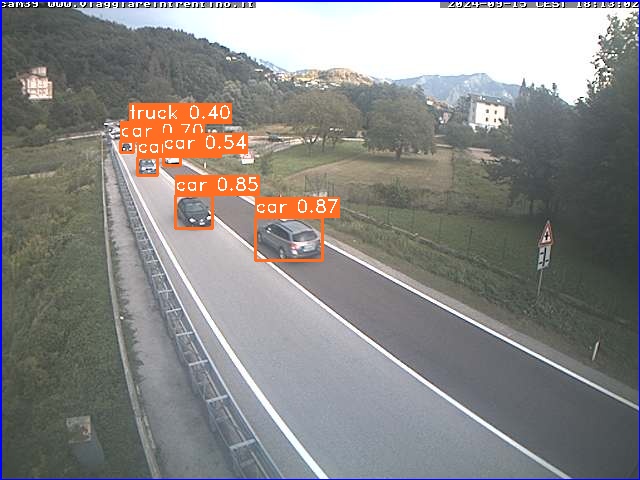 cam39 www.viaggiareintrentino.it
2024-09-15 CEST 18:13:02
truck 0.40
car 0.70
car 0.54
car 0.85
car 0.87